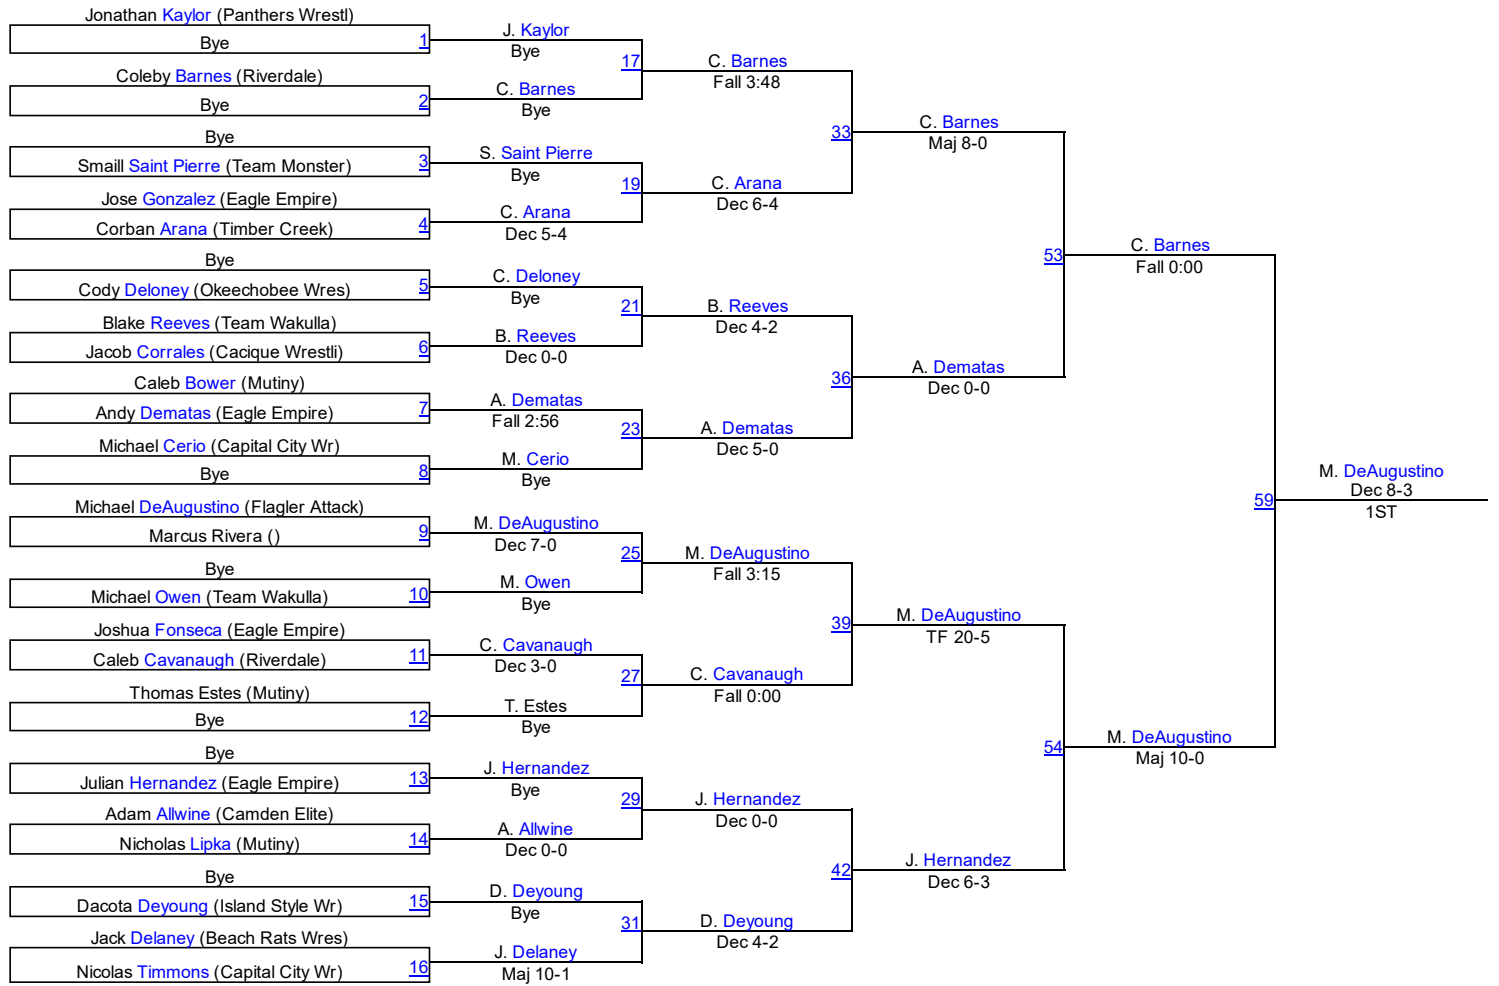 Jonathan Kaylor (Panthers Wrestl)
Bye
1
Coleby Barnes (Riverdale)
Bye
2
Bye
Smaill Saint Pierre (Team Monster)
3
Jose Gonzalez (Eagle Empire)
Corban Arana (Timber Creek)
4
Bye
Cody Deloney (Okeechobee Wres)
5
Blake Reeves (Team Wakulla)
Jacob Corrales (Cacique Wrestli)
6
Caleb Bower (Mutiny)
Andy Dematas (Eagle Empire)
7
Michael Cerio (Capital City Wr)
Bye
8
Michael DeAugustino (Flagler Attack)
Marcus Rivera ()
9
Bye
Michael Owen (Team Wakulla)
10
Joshua Fonseca (Eagle Empire)
Caleb Cavanaugh (Riverdale)
11
Thomas Estes (Mutiny)
Bye
12
Bye
Julian Hernandez (Eagle Empire)
13
Adam Allwine (Camden Elite)
Nicholas Lipka (Mutiny)
14
Bye
Dacota Deyoung (Island Style Wr)
15
Jack Delaney (Beach Rats Wres)
Nicolas Timmons (Capital City Wr)
16
J. Kaylor
Bye
17
C. Barnes
Bye
S. Saint Pierre
Bye
19
C. Arana
Dec 5-4
C. Deloney
Bye
21
B. Reeves
Dec 0-0
A. Dematas
Fall 2:56
23
M. Cerio
Bye
M. DeAugustino
Dec 7-0
25
M. Owen
Bye
C. Cavanaugh
Dec 3-0
27
T. Estes
Bye
J. Hernandez
Bye
29
A. Allwine
Dec 0-0
D. Deyoung
Bye
31
J. Delaney
Maj 10-1
C. Barnes
Fall 3:48
33
C. Arana
Dec 6-4
B. Reeves
Dec 4-2
36
A. Dematas
Dec 5-0
M. DeAugustino
Fall 3:15
39
C. Cavanaugh
Fall 0:00
J. Hernandez
Dec 0-0
42
D. Deyoung
Dec 4-2
C. Barnes
Maj 8-0
53
A. Dematas
Dec 0-0
M. DeAugustino
TF 20-5
54
J. Hernandez
Dec 6-3
C. Barnes
Fall 0:00
59
M. DeAugustino
Maj 10-0
M. DeAugustino
Dec 8-3
1ST